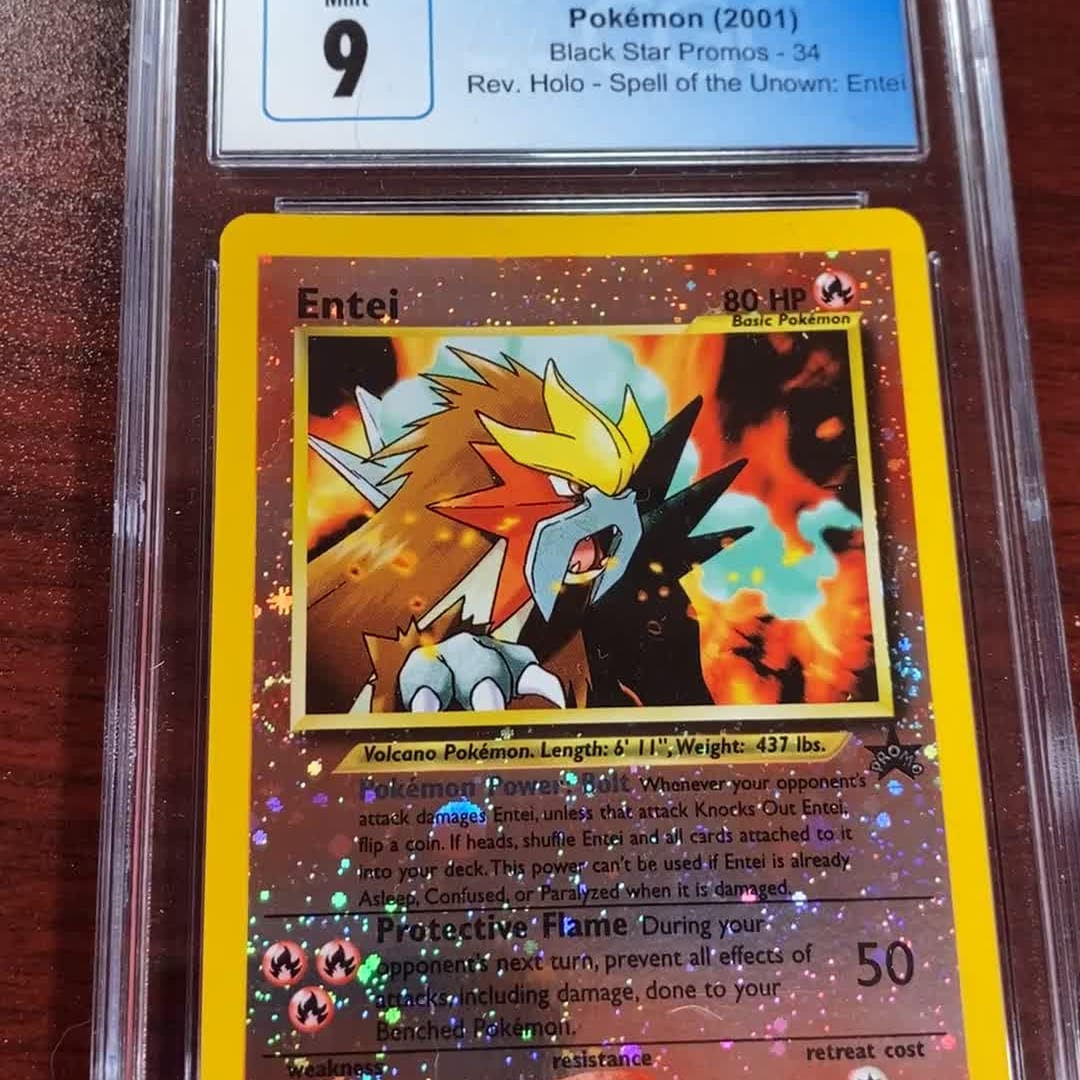 Mint
9
Pokémon (2001)
Black Star Promos - 34
Rev. Holo - Spell of the Unown: Entei
Entei
80 HP
Basic Pokémon
Volcano Pokémon. Length: 6' 11", Weight: 437 lbs.
PROMO
Pokémon Power: Bolt Whenever your opponent's
attack damages Entei, unless that attack Knocks Out Entei,
flip a coin. If heads, shuffle Entei and all cards attached to it
into your deck. This power can't be used if Entei is already
Asleep, Confused, or Paralyzed when it is damaged.
Protective Flame During your
opponent's next turn, prevent all effects of
attacks, including damage, done to your
Benched Pokémon.
50
weakness
resistance
retreat cost